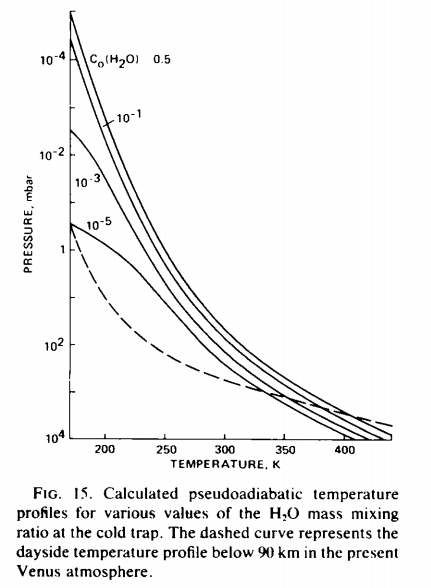 10⁻⁴
C₀(H₂O) 0.5
10⁻¹
10⁻²
10⁻³
10⁻⁵
PRESSURE, mbar
1
10²
10⁴
200 250 300 350 400
TEMPERATURE, K
FIG. 15. Calculated pseudoadiabatic temperature
profiles for various values of the H₂O mass mixing
ratio at the cold trap. The dashed curve represents the
dayside temperature profile below 90 km in the present
Venus atmosphere.